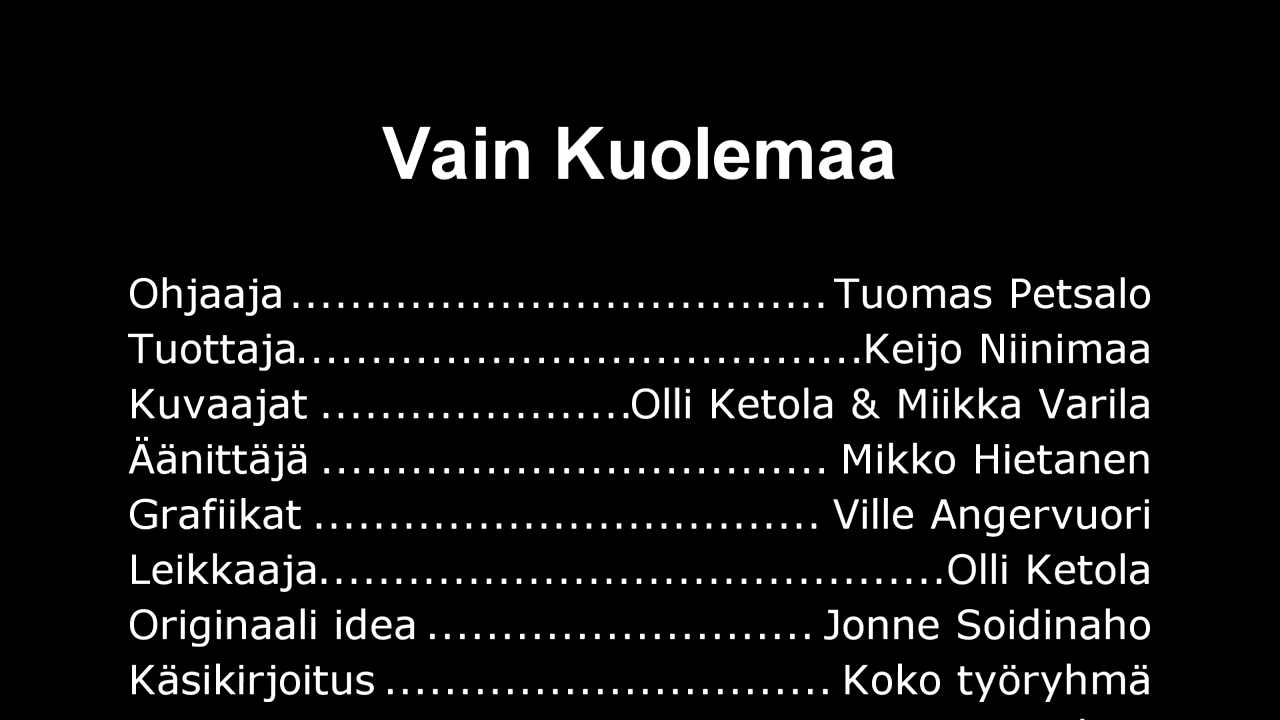 Vain Kuolemaa
Ohjaaja .................................... Tuomas Petsalo
Tuottaja......................................Keijo Niinimaa
Kuvaajat .....................Olli Ketola & Miikka Varila
Äänittäjä .................................. Mikko Hietanen
Grafiikat .................................. Ville Angervuori
Leikkaaja..........................................Olli Ketola
Originaali idea .......................... Jonne Soidinaho
Käsikirjoitus .............................. Koko työryhmä